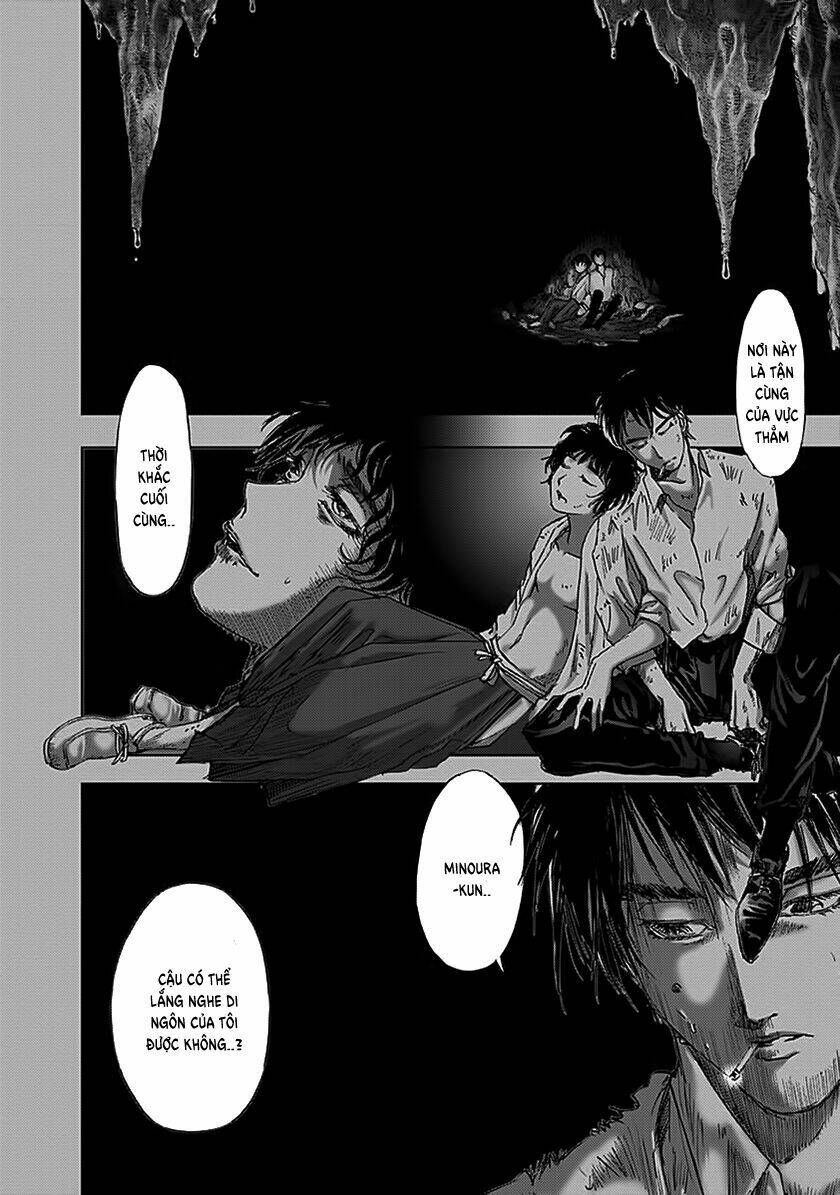 NƠI NÀY
LÀ TẬN
CÙNG
CỦA VỰC
THẲM
THỜI
KHẮC
CUỐI
CÙNG..
MINOURA
-KUN..
CẬU CÓ THỂ
LẮNG NGHE DI
NGÔN CỦA TÔI
ĐƯỢC KHÔNG..?